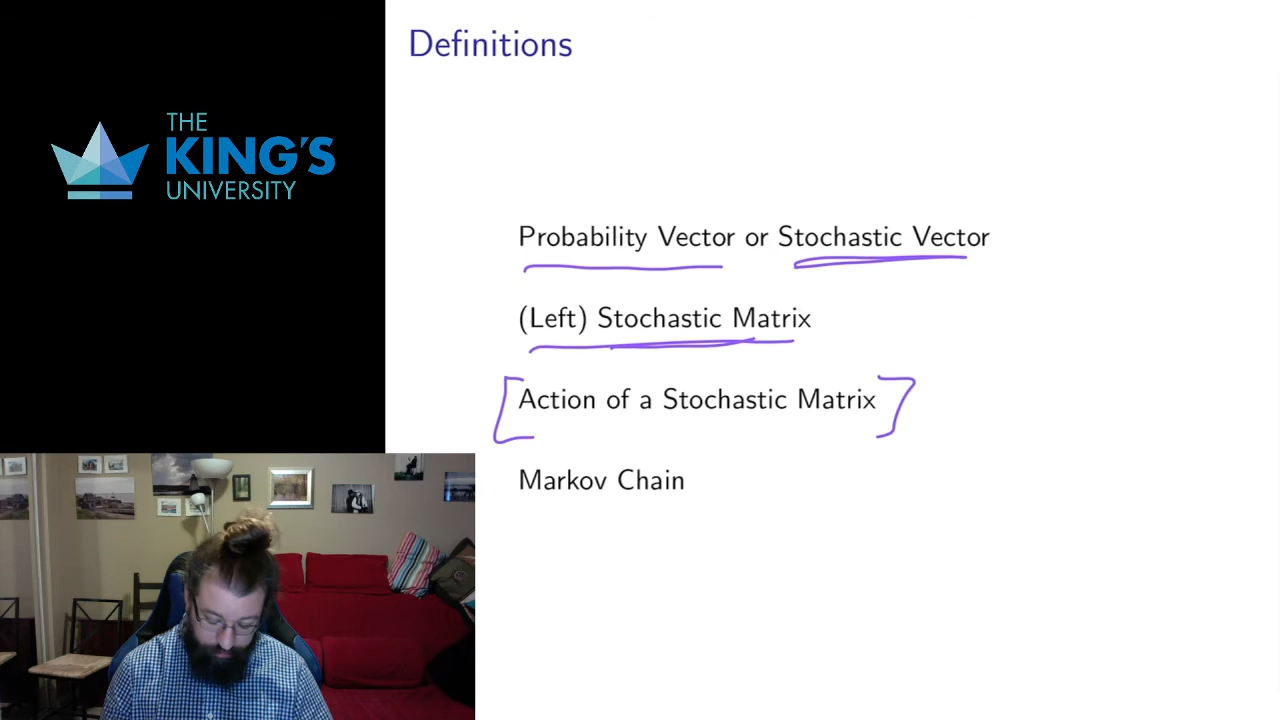 THE
KING'S
UNIVERSITY
Definitions
Probability Vector or Stochastic Vector
(Left) Stochastic Matrix
Action of a Stochastic Matrix
Markov Chain